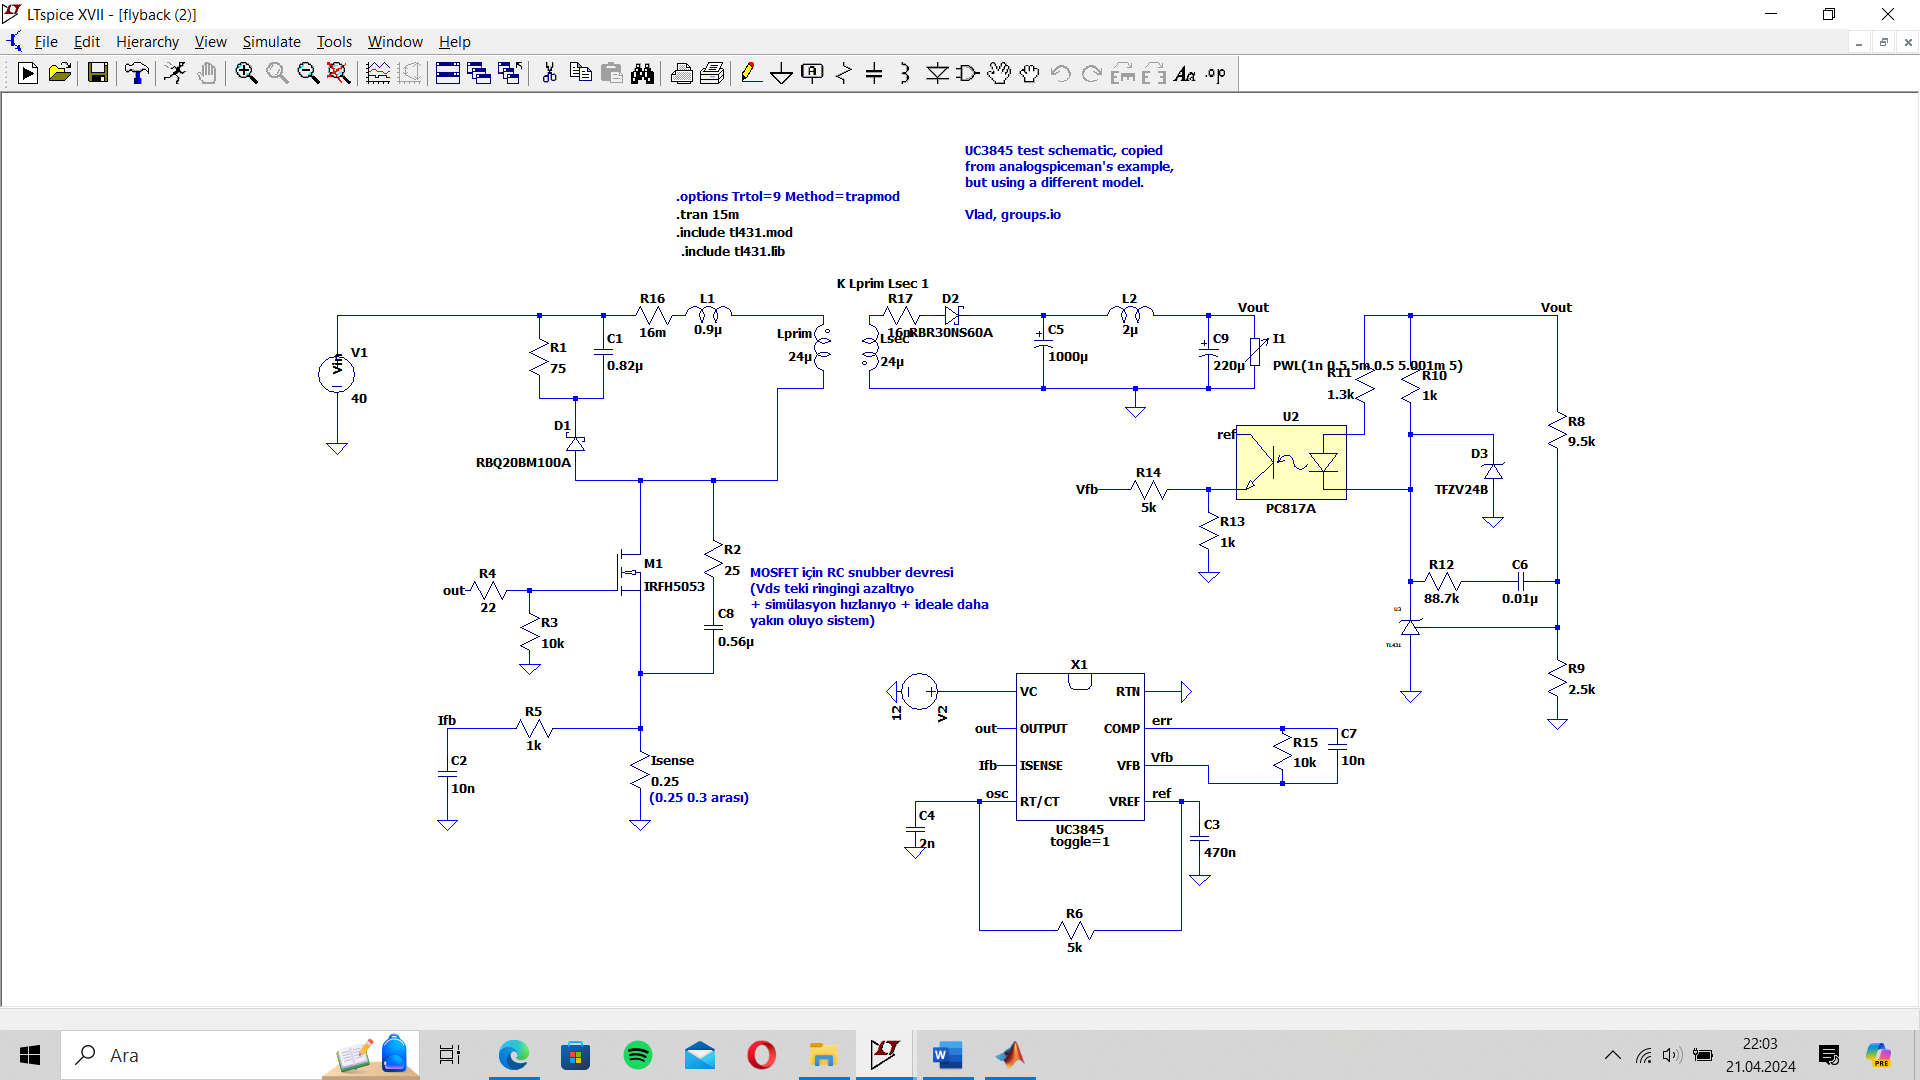 LTspice XVII - [flyback (2)]
File Edit Hierarchy View Simulate Tools Window Help
.op
UC3845 test schematic, copied
from analogspiceman's example,
but using a different model.
Vlad, groups.io
.options Trtol=9 Method=trapmod
.tran 15m
.include tl431.mod
.include tl431.lib
K Lprim Lsec 1
R16
16m
L1
0.9µ
R17
16m
D2
RBR30NS60A
L2
2µ
Vout
Vout
V1
Vin
40
R1
75
C1
0.82µ
Lprim
24µ
Lsec
24µ
C5
1000µ
C9
220µ
I1
PWL(1n 0.5 5m 0.5 5.001m 5)
R11
1.3k
R10
1k
R8
9.5k
D1
RBQ20BM100A
U2
ref
PC817A
D3
TFZV24B
Vfb
R14
5k
R13
1k
R4
out
22
R3
10k
M1
IRFH5053
R2
25
C8
0.56µ
MOSFET için RC snubber devresi
(Vds teki ringingi azaltıyo
+ simülasyon hızlanıyo + ideale daha
yakın oluyo sistem)
R12
88.7k
C6
0.01µ
U3
TL431
R9
2.5k
Ifb
R5
1k
C2
10n
Isense
0.25
(0.25 0.3 arası)
X1
12
V2
VC
RTN
out
OUTPUT
COMP
err
Ifb
ISENSE
VFB
Vfb
osc
RT/CT
VREF
ref
UC3845
toggle=1
R15
10k
C7
10n
C4
2n
C3
470n
R6
5k
Ara
22:03
21.04.2024
PRE